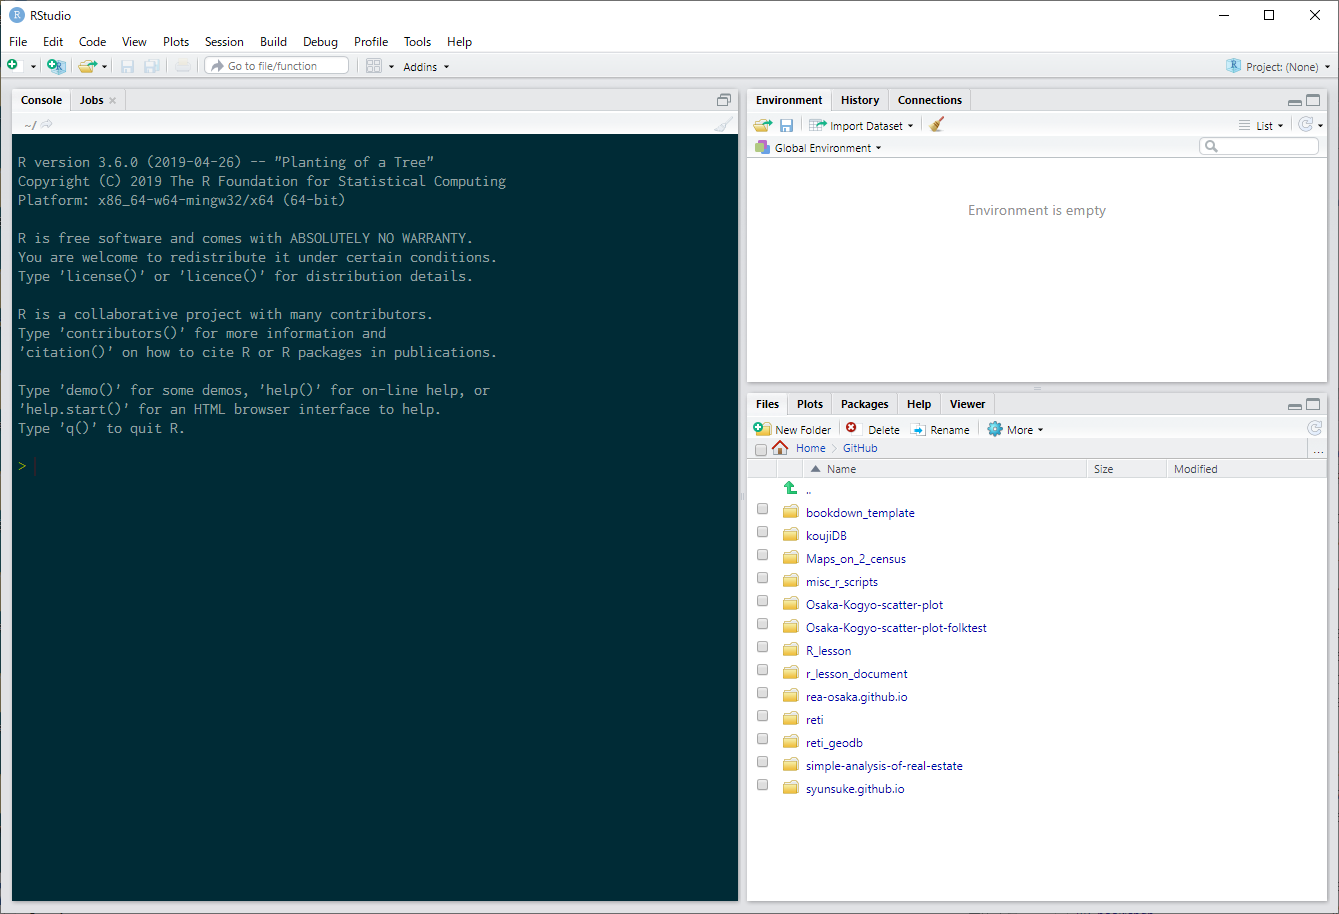 RStudio
File Edit Code View Plots Session Build Debug Profile Tools Help
Go to file/function Addins Project: (None)
Console Jobs
~/
R version 3.6.0 (2019-04-26) -- "Planting of a Tree"
Copyright (C) 2019 The R Foundation for Statistical Computing
Platform: x86_64-w64-mingw32/x64 (64-bit)
R is free software and comes with ABSOLUTELY NO WARRANTY.
You are welcome to redistribute it under certain conditions.
Type 'license()' or 'licence()' for distribution details.
R is a collaborative project with many contributors.
Type 'contributors()' for more information and
'citation()' on how to cite R or R packages in publications.
Type 'demo()' for some demos, 'help()' for on-line help, or
'help.start()' for an HTML browser interface to help.
Type 'q()' to quit R.
>
Environment History Connections
Import Dataset List
Global Environment
Environment is empty
Files Plots Packages Help Viewer
New Folder Delete Rename More
Home GitHub ...
Name Size Modified
..
bookdown_template
koujiDB
Maps_on_2_census
misc_r_scripts
Osaka-Kogyo-scatter-plot
Osaka-Kogyo-scatter-plot-folktest
R_lesson
r_lesson_document
rea-osaka.github.io
reti
reti_geodb
simple-analysis-of-real-estate
syunsuke.github.io